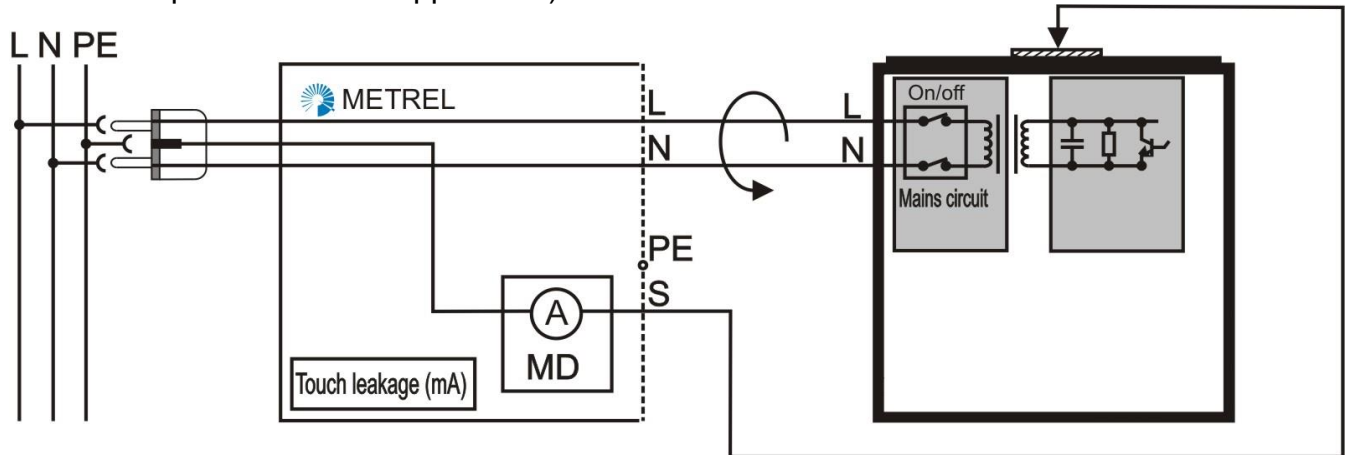 L N PE
METREL
L
N
PE
S
A
MD
Touch leakage (mA)
L
N
On/off
Mains circuit